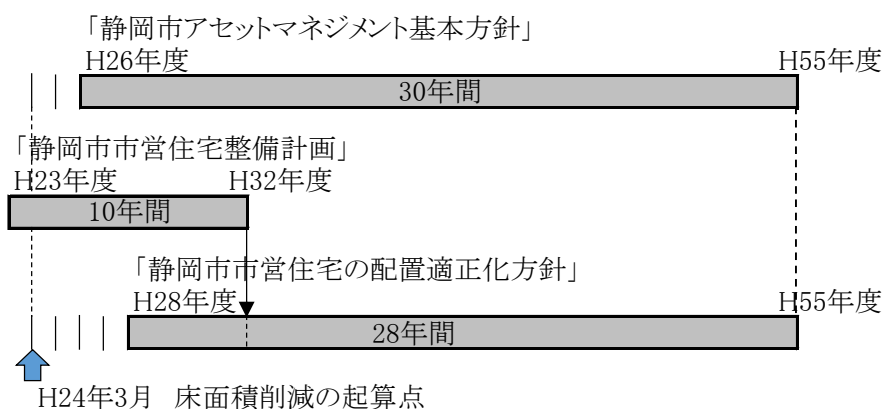 「静岡市アセットマネジメント基本方針」
H26年度 H55年度
30年間
「静岡市市営住宅整備計画」
H23年度 H32年度
10年間
「静岡市市営住宅の配置適正化方針」
H28年度 H55年度
28年間
H24年3月 床面積削減の起算点